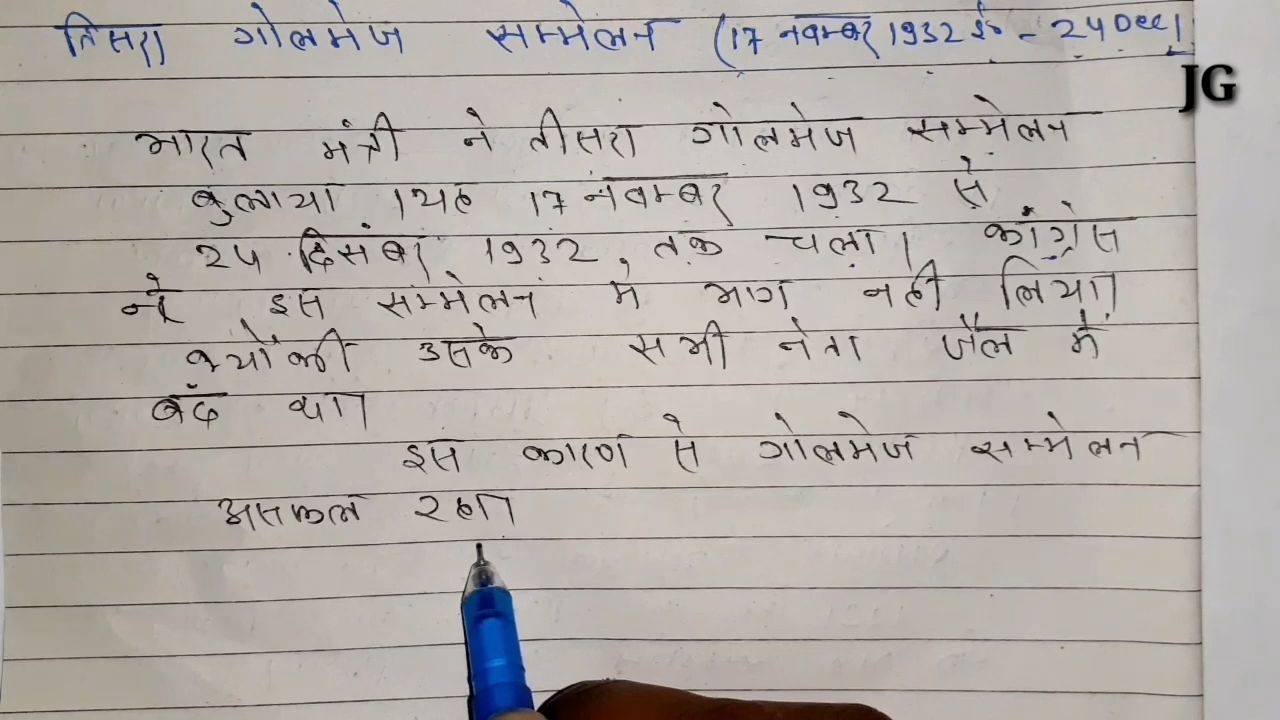 तिसरा गोलमेज सम्मेलन (17 नवम्बर 1932 ई० - 24 Dec)
JG
भारत मंत्री ने तीसरा गोलमेज सम्मेलन
बुलाया । यह 17 नवम्बर 1932 से
24 दिसंबर 1932 तक चला । काँग्रेस
ने इस सम्मेलन में भाग नही लिया।
क्योंकी उसके सभी नेता जेल में
बंद था।
इस कारण से गोलमेज सम्मेलन
असफल रहा।